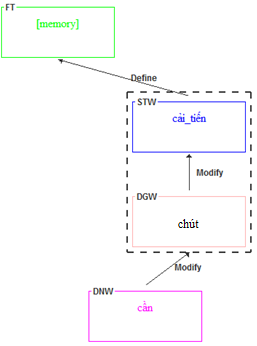 FT
[memory]
Define
STW
cải_tiến
Modify
DGW
chút
Modify
DNW
cần